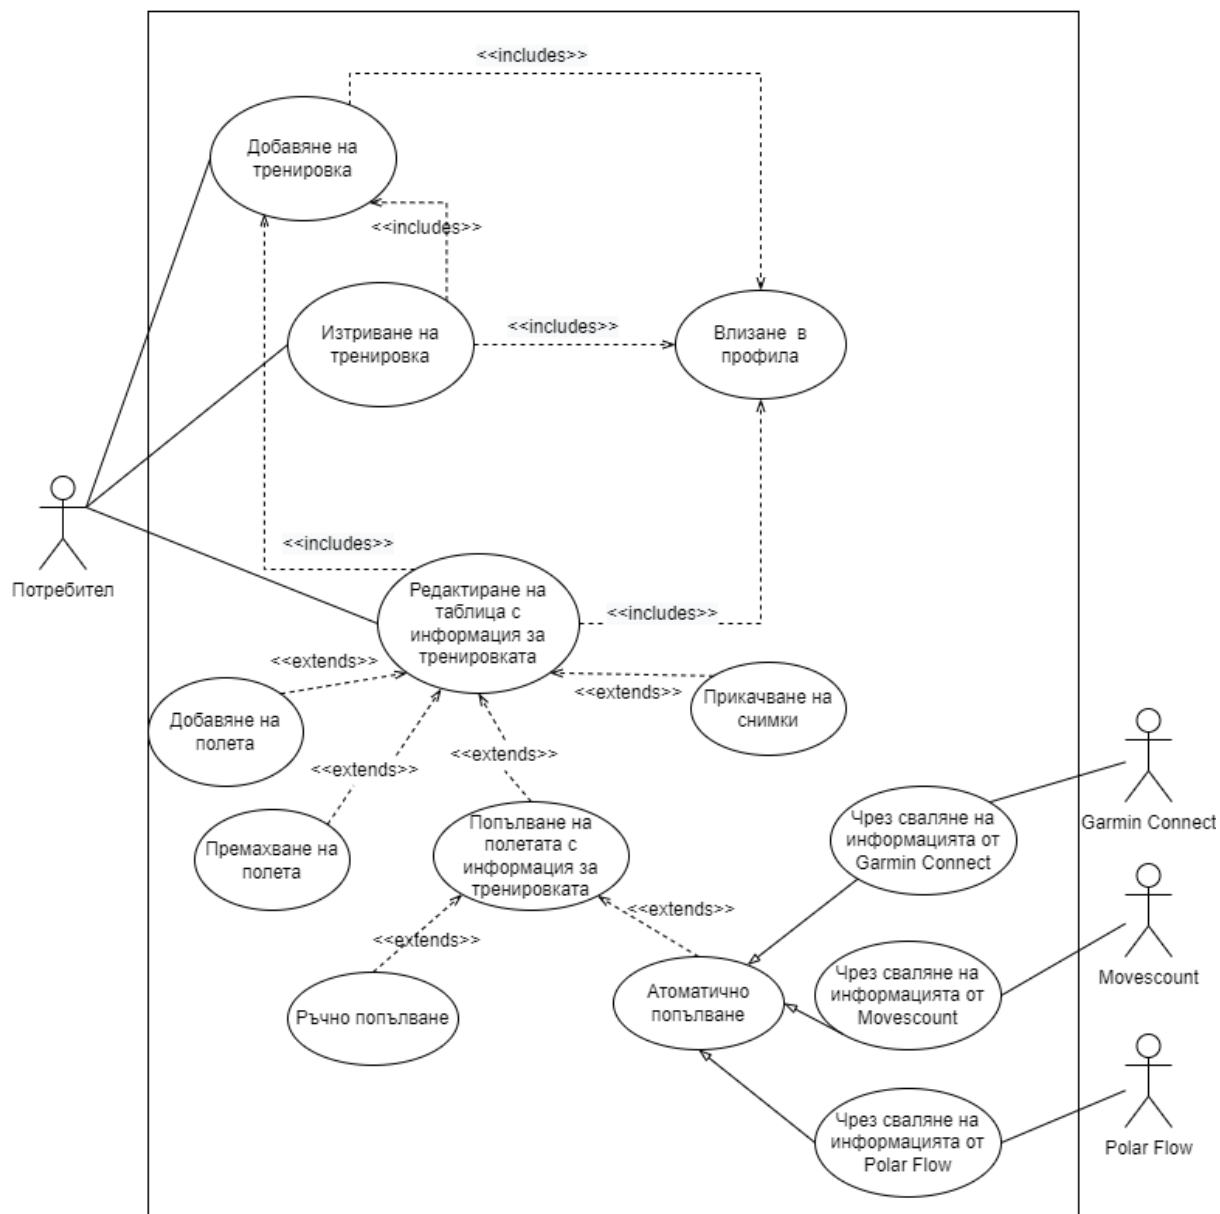 <<includes>>
Добавяне на
тренировка
<<includes>>
Изтриване на
тренировка
<<includes>>
Влизане в
профила
Потребител
<<includes>>
Редактиране на
таблица с
информация за
тренировката
<<includes>>
<<extends>>
Добавяне на
полета
<<extends>>
Прикачване на
снимки
<<extends>>
<<extends>>
Премахване на
полета
Попълване на
полетата с
информация за
тренировката
Чрез сваляне на
информацията от
Garmin Connect
Garmin Connect
<<extends>>
<<extends>>
Ръчно попълване
Атоматично
попълване
Чрез сваляне на
информацията от
Movescount
Movescount
Чрез сваляне на
информацията от
Polar Flow
Polar Flow